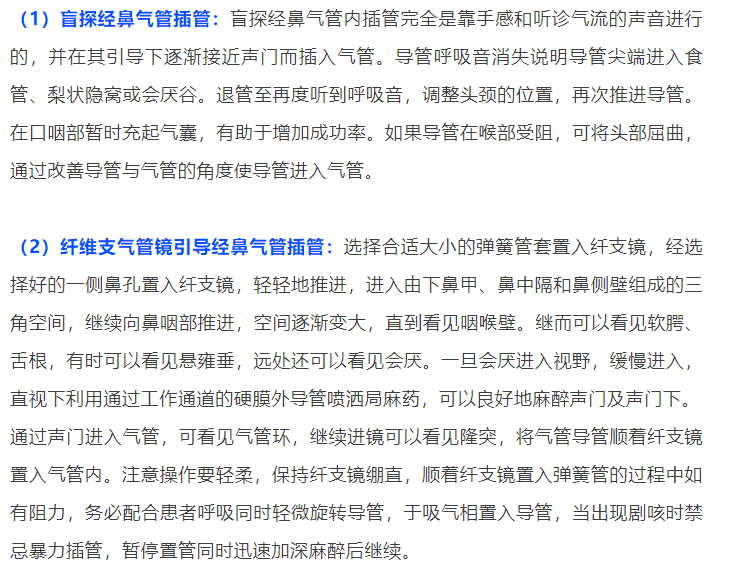 （1）盲探经鼻气管插管：盲探经鼻气管内插管完全是靠手感和听诊气流的声音进行
的，并在其引导下逐渐接近声门而插入气管。导管呼吸音消失说明导管尖端进入食
管、梨状隐窝或会厌谷。退管至再度听到呼吸音，调整头颈的位置，再次推进导管。
在口咽部暂时充起气囊，有助于增加成功率。如果导管在喉部受阻，可将头部屈曲，
通过改善导管与气管的角度使导管进入气管。
（2）纤维支气管镜引导经鼻气管插管：选择合适大小的弹簧管套置入纤支镜，经选
择好的一侧鼻孔置入纤支镜，轻轻地推进，进入由下鼻甲、鼻中隔和鼻侧壁组成的三
角空间，继续向鼻咽部推进，空间逐渐变大，直到看见咽喉壁。继而可以看见软腭、
舌根，有时可以看见悬雍垂，远处还可以看见会厌。一旦会厌进入视野，缓慢进入，
直视下利用通过工作通道的硬膜外导管喷洒局麻药，可以良好地麻醉声门及声门下。
通过声门进入气管，可看见气管环，继续进镜可以看见隆突，将气管导管顺着纤支镜
置入气管内。注意操作要轻柔，保持纤支镜绷直，顺着纤支镜置入弹簧管的过程中如
有阻力，务必配合患者呼吸同时轻微旋转导管，于吸气相置入导管，当出现剧咳时禁
忌暴力插管，暂停置管同时迅速加深麻醉后继续。